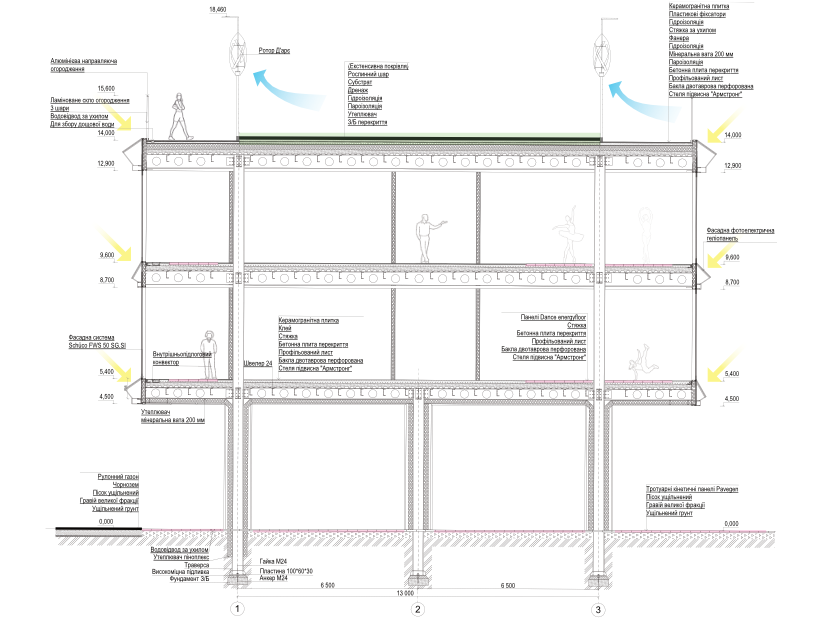 18,460
Ротор Д'арє
Керамогранітна плитка
Пластикові фіксатори
Гідроізоляція
Стяжка за ухилом
Фанера
Гідроізоляція
Мінеральна вата 200 мм
Пароізоляція
Бетонна плита перекриття
Профільований лист
Бакла двотаврова перфорована
Стеля підвисна "Армстронг"
Алюмінієва направляюча
огородження
(Екстенсивна покрівля)
Рослинний шар
Субстрат
Дренаж
Гідроізоляція
Пароізоляція
Утеплювач
З/Б перекриття
15,600
Ламіноване скло огородження
3 шари
Водовідвід за ухилом
Для збору дощової води
14,000
14,000
12,900
12,900
Фасадна фотоелектрична
геліопанель
9,600
9,600
8,700
8,700
Керамогранітна плитка
Клей
Стяжка
Бетонна плита перекриття
Профільований лист
Бакла двотаврова перфорована
Стеля підвисна "Армстронг"
Панелі Dance energyfloor
Стяжка
Бетонна плита перекриття
Профільований лист
Бакла двотаврова перфорована
Стеля підвисна "Армстронг"
Фасадна система
Schüco FWS 50 SG.SI
Внутрішньопідлоговий
конвектор
Швелер 24
5,400
5,400
4,500
4,500
Утеплювач
мінеральна вата 200 мм
Рулонний газон
Чорнозем
Пісок ущільнений
Гравій великої фракції
Ущільнений грунт
Тротуарні кінетичні панелі Pavegen
Пісок ущільнений
Гравій великої фракції
Ущільнений грунт
0,000
0,000
Водовідвід за ухилом
Утеплювач піноплекс
Траверса
Високоміцна підливка
Фундамент З/Б
Гайка М24
Пластина 100*60*30
Анкер М24
6 500
6 500
13 000
1
2
3